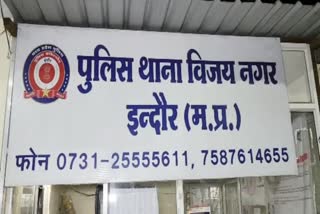 पुलिस थाना विजय नगर
इन्दौर (म.प्र.)
फोन 0731-25555611, 7587614655